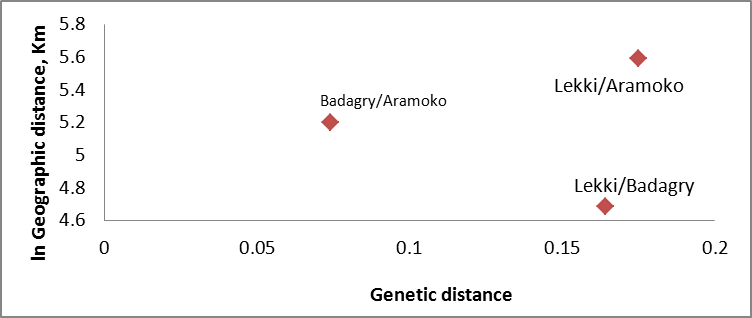 ln Geographic distance, Km
5.8
5.6
5.4
5.2
5
4.8
4.6
Lekki/Aramoko
Badagry/Aramoko
Lekki/Badagry
0 0.05 0.1 0.15 0.2
Genetic distance